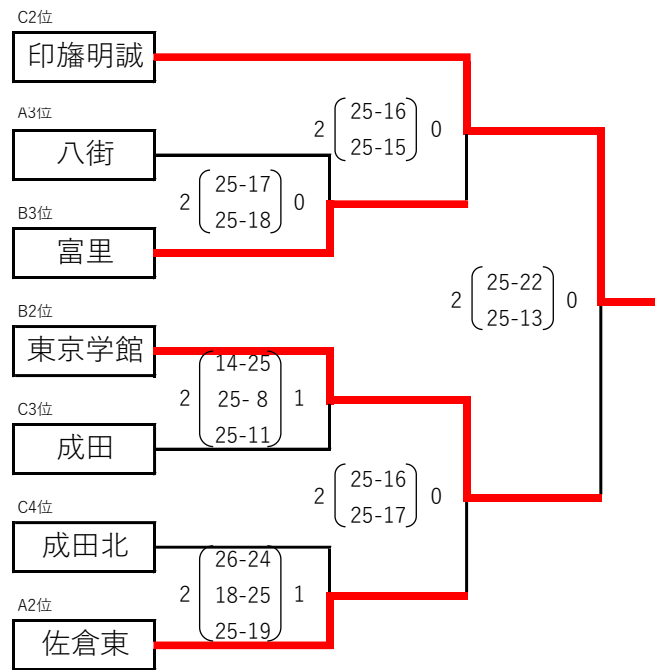 C2位
印旛明誠
A3位
八街
2 25-16 0
25-15
2 25-17 0
25-18
B3位
富里
2 25-22 0
25-13
B2位
東京学館
2 14-25 1
25- 8
25-11
C3位
成田
2 25-16 0
25-17
C4位
成田北
2 26-24 1
18-25
25-19
A2位
佐倉東